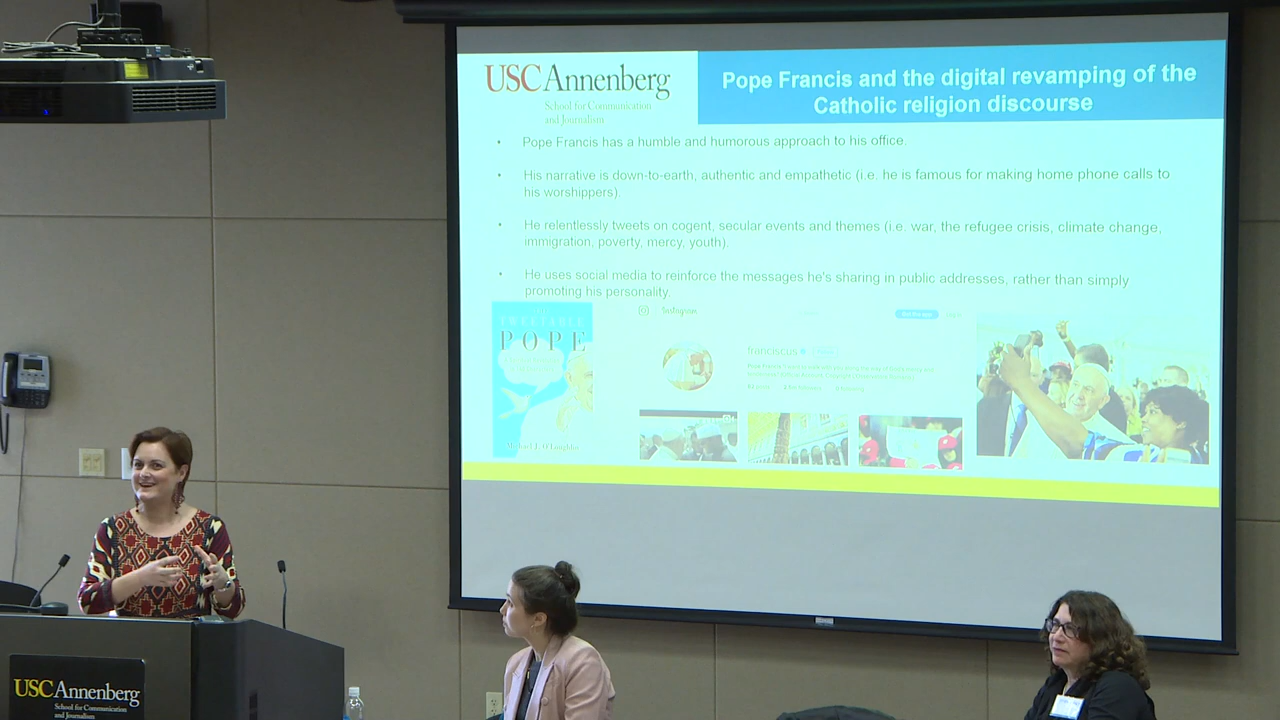 USC Annenberg
School for Communication
and Journalism
Pope Francis and the digital revamping of the
Catholic religion discourse
• Pope Francis has a humble and humorous approach to his office.
• His narrative is down-to-earth, authentic and empathetic (i.e. he is famous for making home phone calls to
his worshippers).
• He relentlessly tweets on cogent, secular events and themes (i.e. war, the refugee crisis, climate change,
immigration, poverty, mercy, youth).
• He uses social media to reinforce the messages he's sharing in public addresses, rather than simply
promoting his personality.
TWEETABLE
POPE
Michael J. O'Loughlin
Instagram
franciscus
USC Annenberg
School for Communication
and Journalism